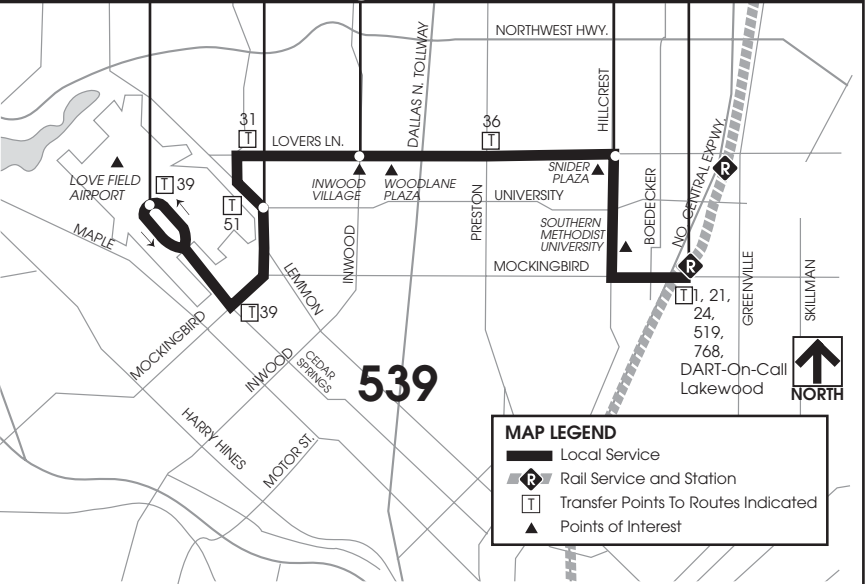 NORTHWEST HWY.
DALLAS N. TOLLWAY
HILLCREST
31
T
36
T
LOVERS LN.
NO. CENTRAL EXPWY.
R
LOVE FIELD
AIRPORT
T 39
INWOOD
VILLAGE
WOODLANE
PLAZA
SNIDER
PLAZA
UNIVERSITY
PRESTON
BOEDECKER
T
51
MAPLE
INWOOD
SOUTHERN
METHODIST
UNIVERSITY
MOCKINGBIRD
R
LEMMON
T 39
T 1, 21,
24,
519,
768,
DART-On-Call
Lakewood
GREENVILLE
SKILLMAN
NORTH
MOCKINGBIRD
INWOOD
CEDAR
SPRINGS
539
HARRY HINES
MOTOR ST.
MAP LEGEND
Local Service
R Rail Service and Station
T Transfer Points To Routes Indicated
Points of Interest